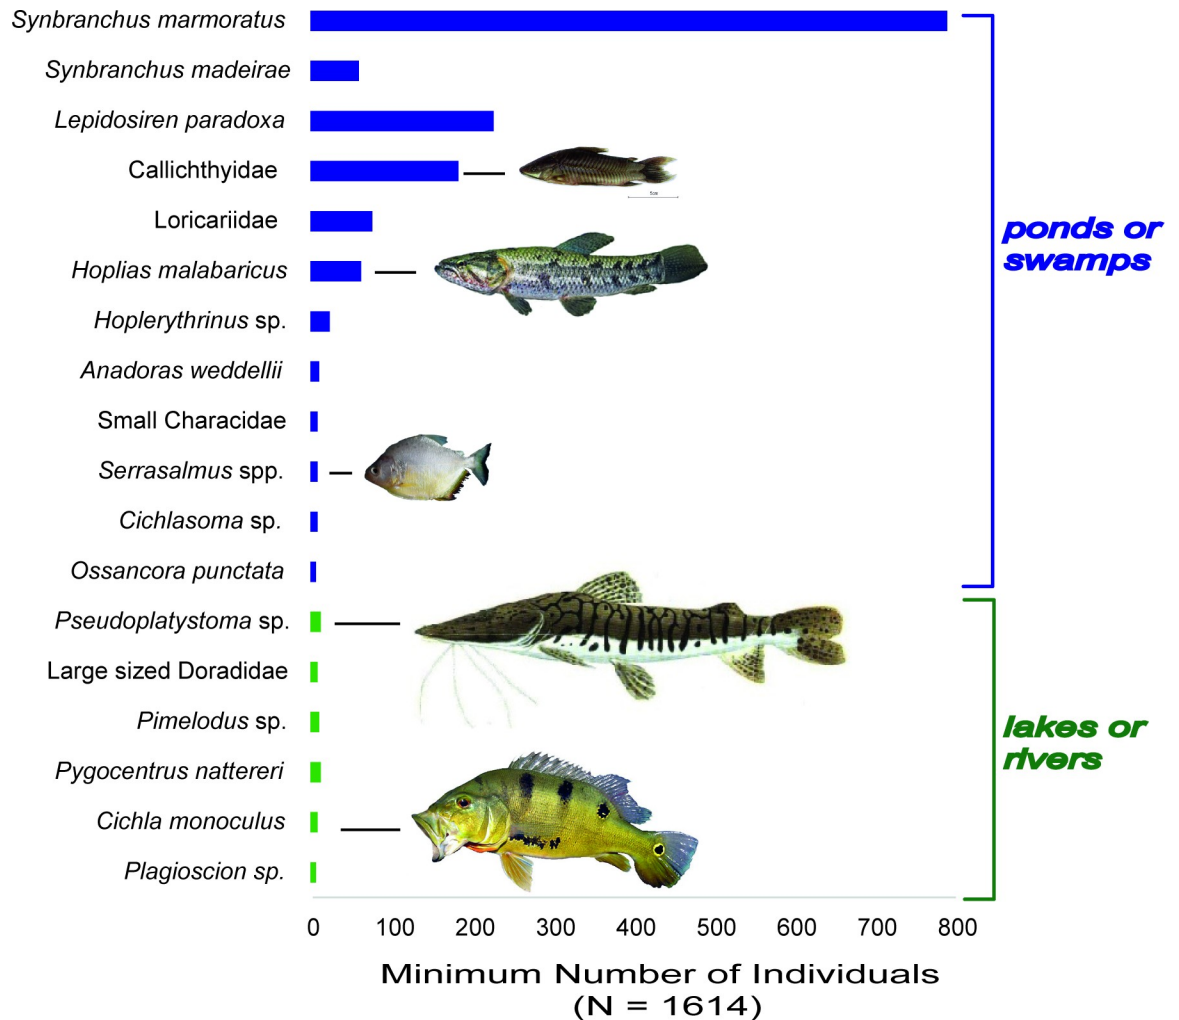 Synbranchus marmoratus
Synbranchus madeirae
Lepidosiren paradoxa
Callichthyidae
5cm
Loricariidae
ponds or
swamps
Hoplias malabaricus
Hoplerythrinus sp.
Anadoras weddellii
Small Characidae
Serrasalmus spp.
Cichlasoma sp.
Ossancora punctata
Pseudoplatystoma sp.
Large sized Doradidae
Pimelodus sp.
lakes or
rivers
Pygocentrus nattereri
Cichla monoculus
Plagioscion sp.
0 100 200 300 400 500 600 700 800
Minimum Number of Individuals
(N = 1614)